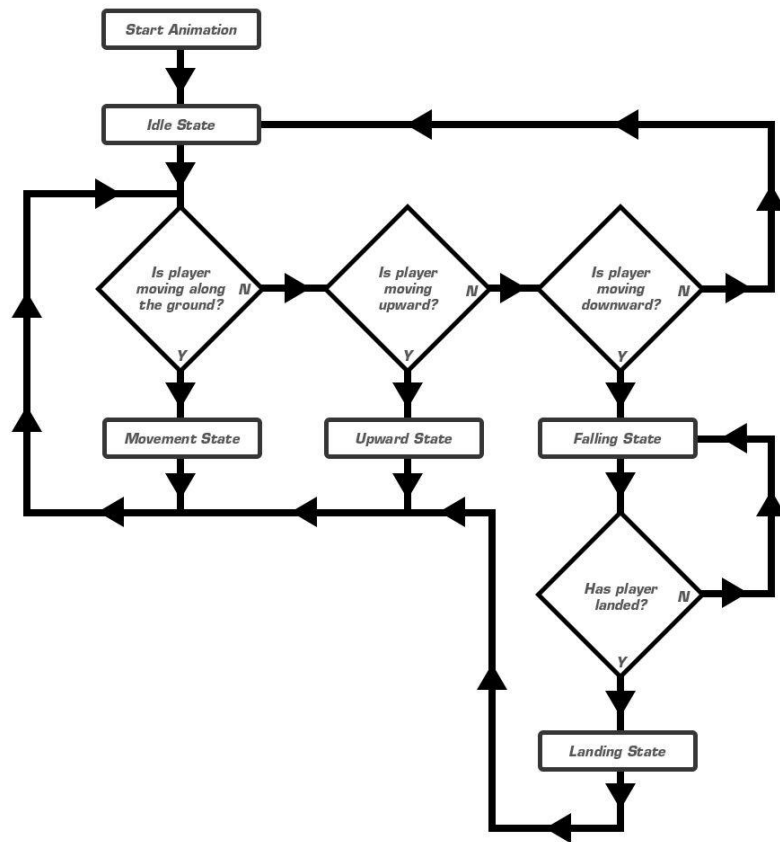 Start Animation
Idle State
Is player
moving along
the ground?
N
Y
Is player
moving
upward?
N
Y
Is player
moving
downward?
N
Y
Movement State
Upward State
Falling State
Has player
landed?
N
Y
Landing State